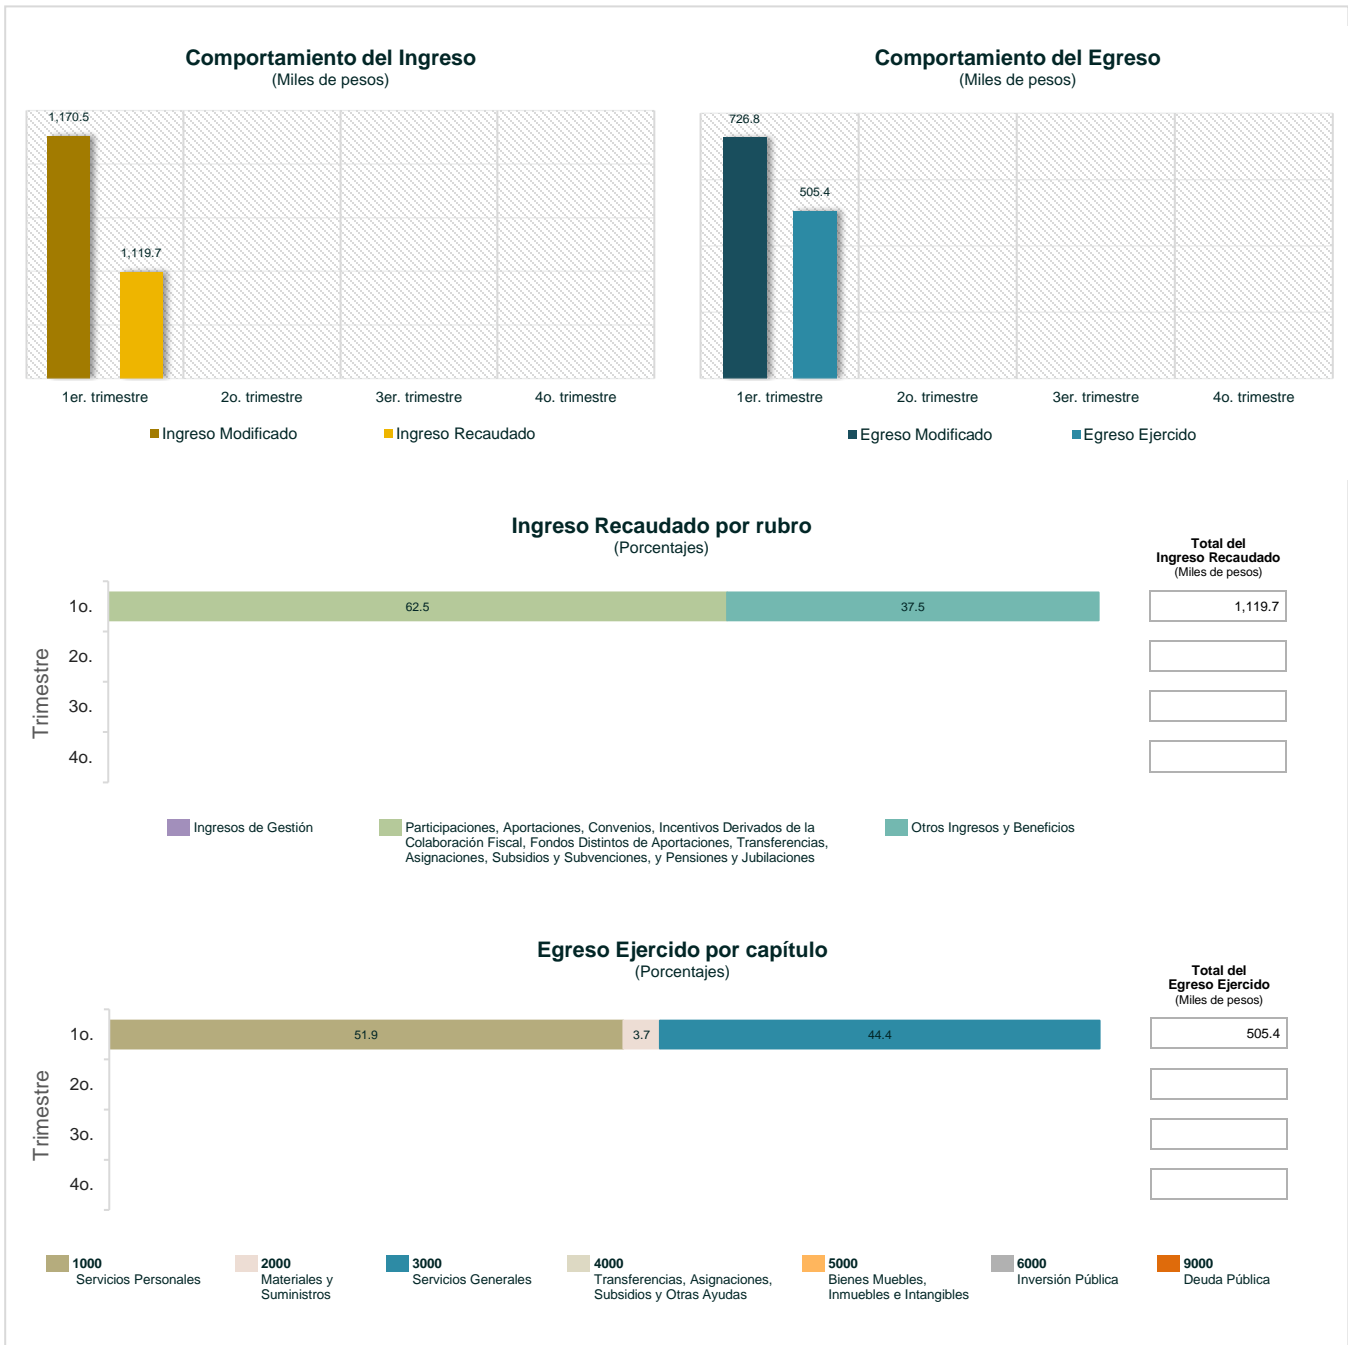 Comportamiento del Ingreso
(Miles de pesos)
1,170.5
1,119.7
1er. trimestre
2o. trimestre
3er. trimestre
4o. trimestre
Ingreso Modificado
Ingreso Recaudado
Comportamiento del Egreso
(Miles de pesos)
726.8
505.4
1er. trimestre
2o. trimestre
3er. trimestre
4o. trimestre
Egreso Modificado
Egreso Ejercido
Ingreso Recaudado por rubro
(Porcentajes)
Total del
Ingreso Recaudado
(Miles de pesos)
Trimestre
1o.
62.5
37.5
1,119.7
2o.
3o.
4o.
Ingresos de Gestión
Participaciones, Aportaciones, Convenios, Incentivos Derivados de la
Colaboración Fiscal, Fondos Distintos de Aportaciones, Transferencias,
Asignaciones, Subsidios y Subvenciones, y Pensiones y Jubilaciones
Otros Ingresos y Beneficios
Egreso Ejercido por capítulo
(Porcentajes)
Total del
Egreso Ejercido
(Miles de pesos)
Trimestre
1o.
51.9
3.7
44.4
505.4
2o.
3o.
4o.
1000
Servicios Personales
2000
Materiales y
Suministros
3000
Servicios Generales
4000
Transferencias, Asignaciones,
Subsidios y Otras Ayudas
5000
Bienes Muebles,
Inmuebles e Intangibles
6000
Inversión Pública
9000
Deuda Pública